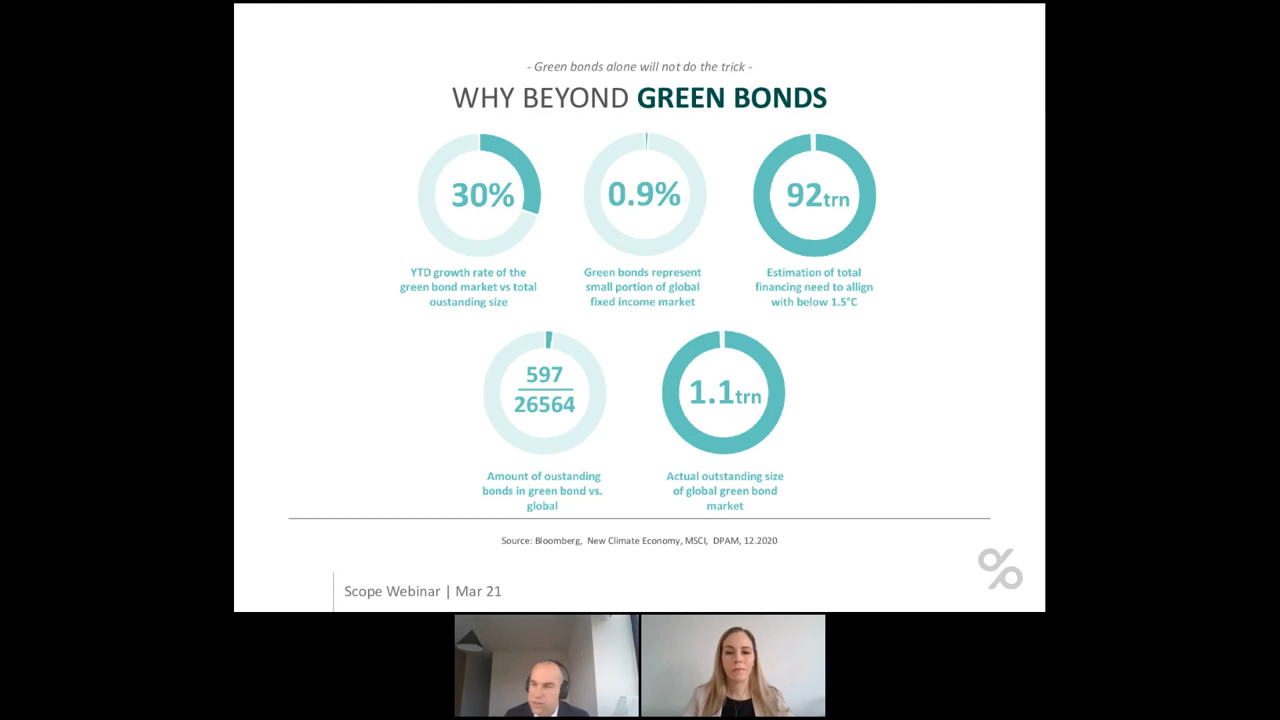 - Green bonds alone will not do the trick -
WHY BEYOND GREEN BONDS
30%
YTD growth rate of the
green bond market vs total
oustanding size
0.9%
Green bonds represent
small portion of global
fixed income market
92trn
Estimation of total
financing need to allign
with below 1.5°C
597
26564
Amount of oustanding
bonds in green bond vs.
global
1.1trn
Actual outstanding size
of global green bond
market
Source: Bloomberg, New Climate Economy, MSCI, DPAM, 12.2020
Scope Webinar | Mar 21